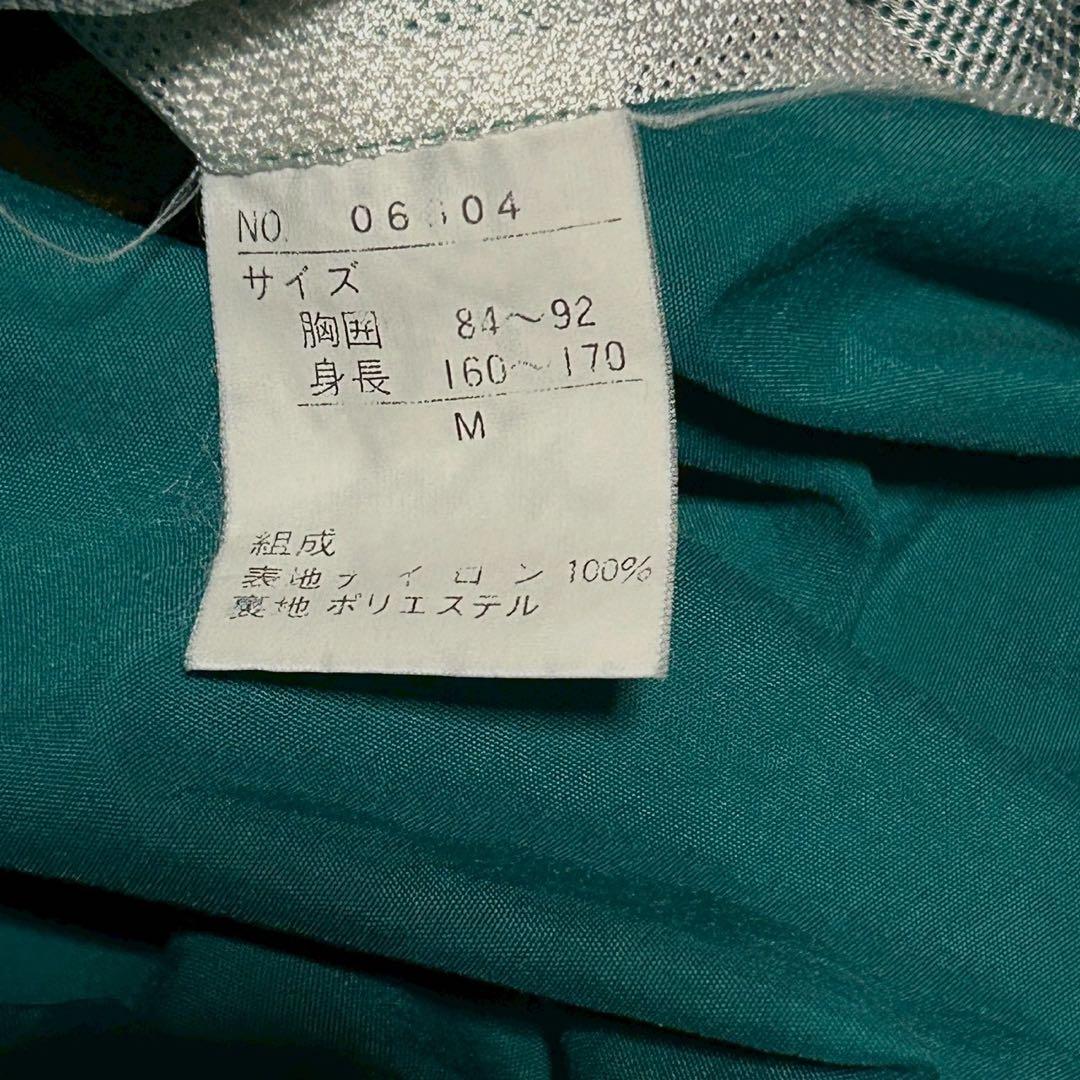 NO.
サイズ
胸囲 84～92
身長 160～170
M
組成
表地ナイロン 100%
裏地ポリエステル